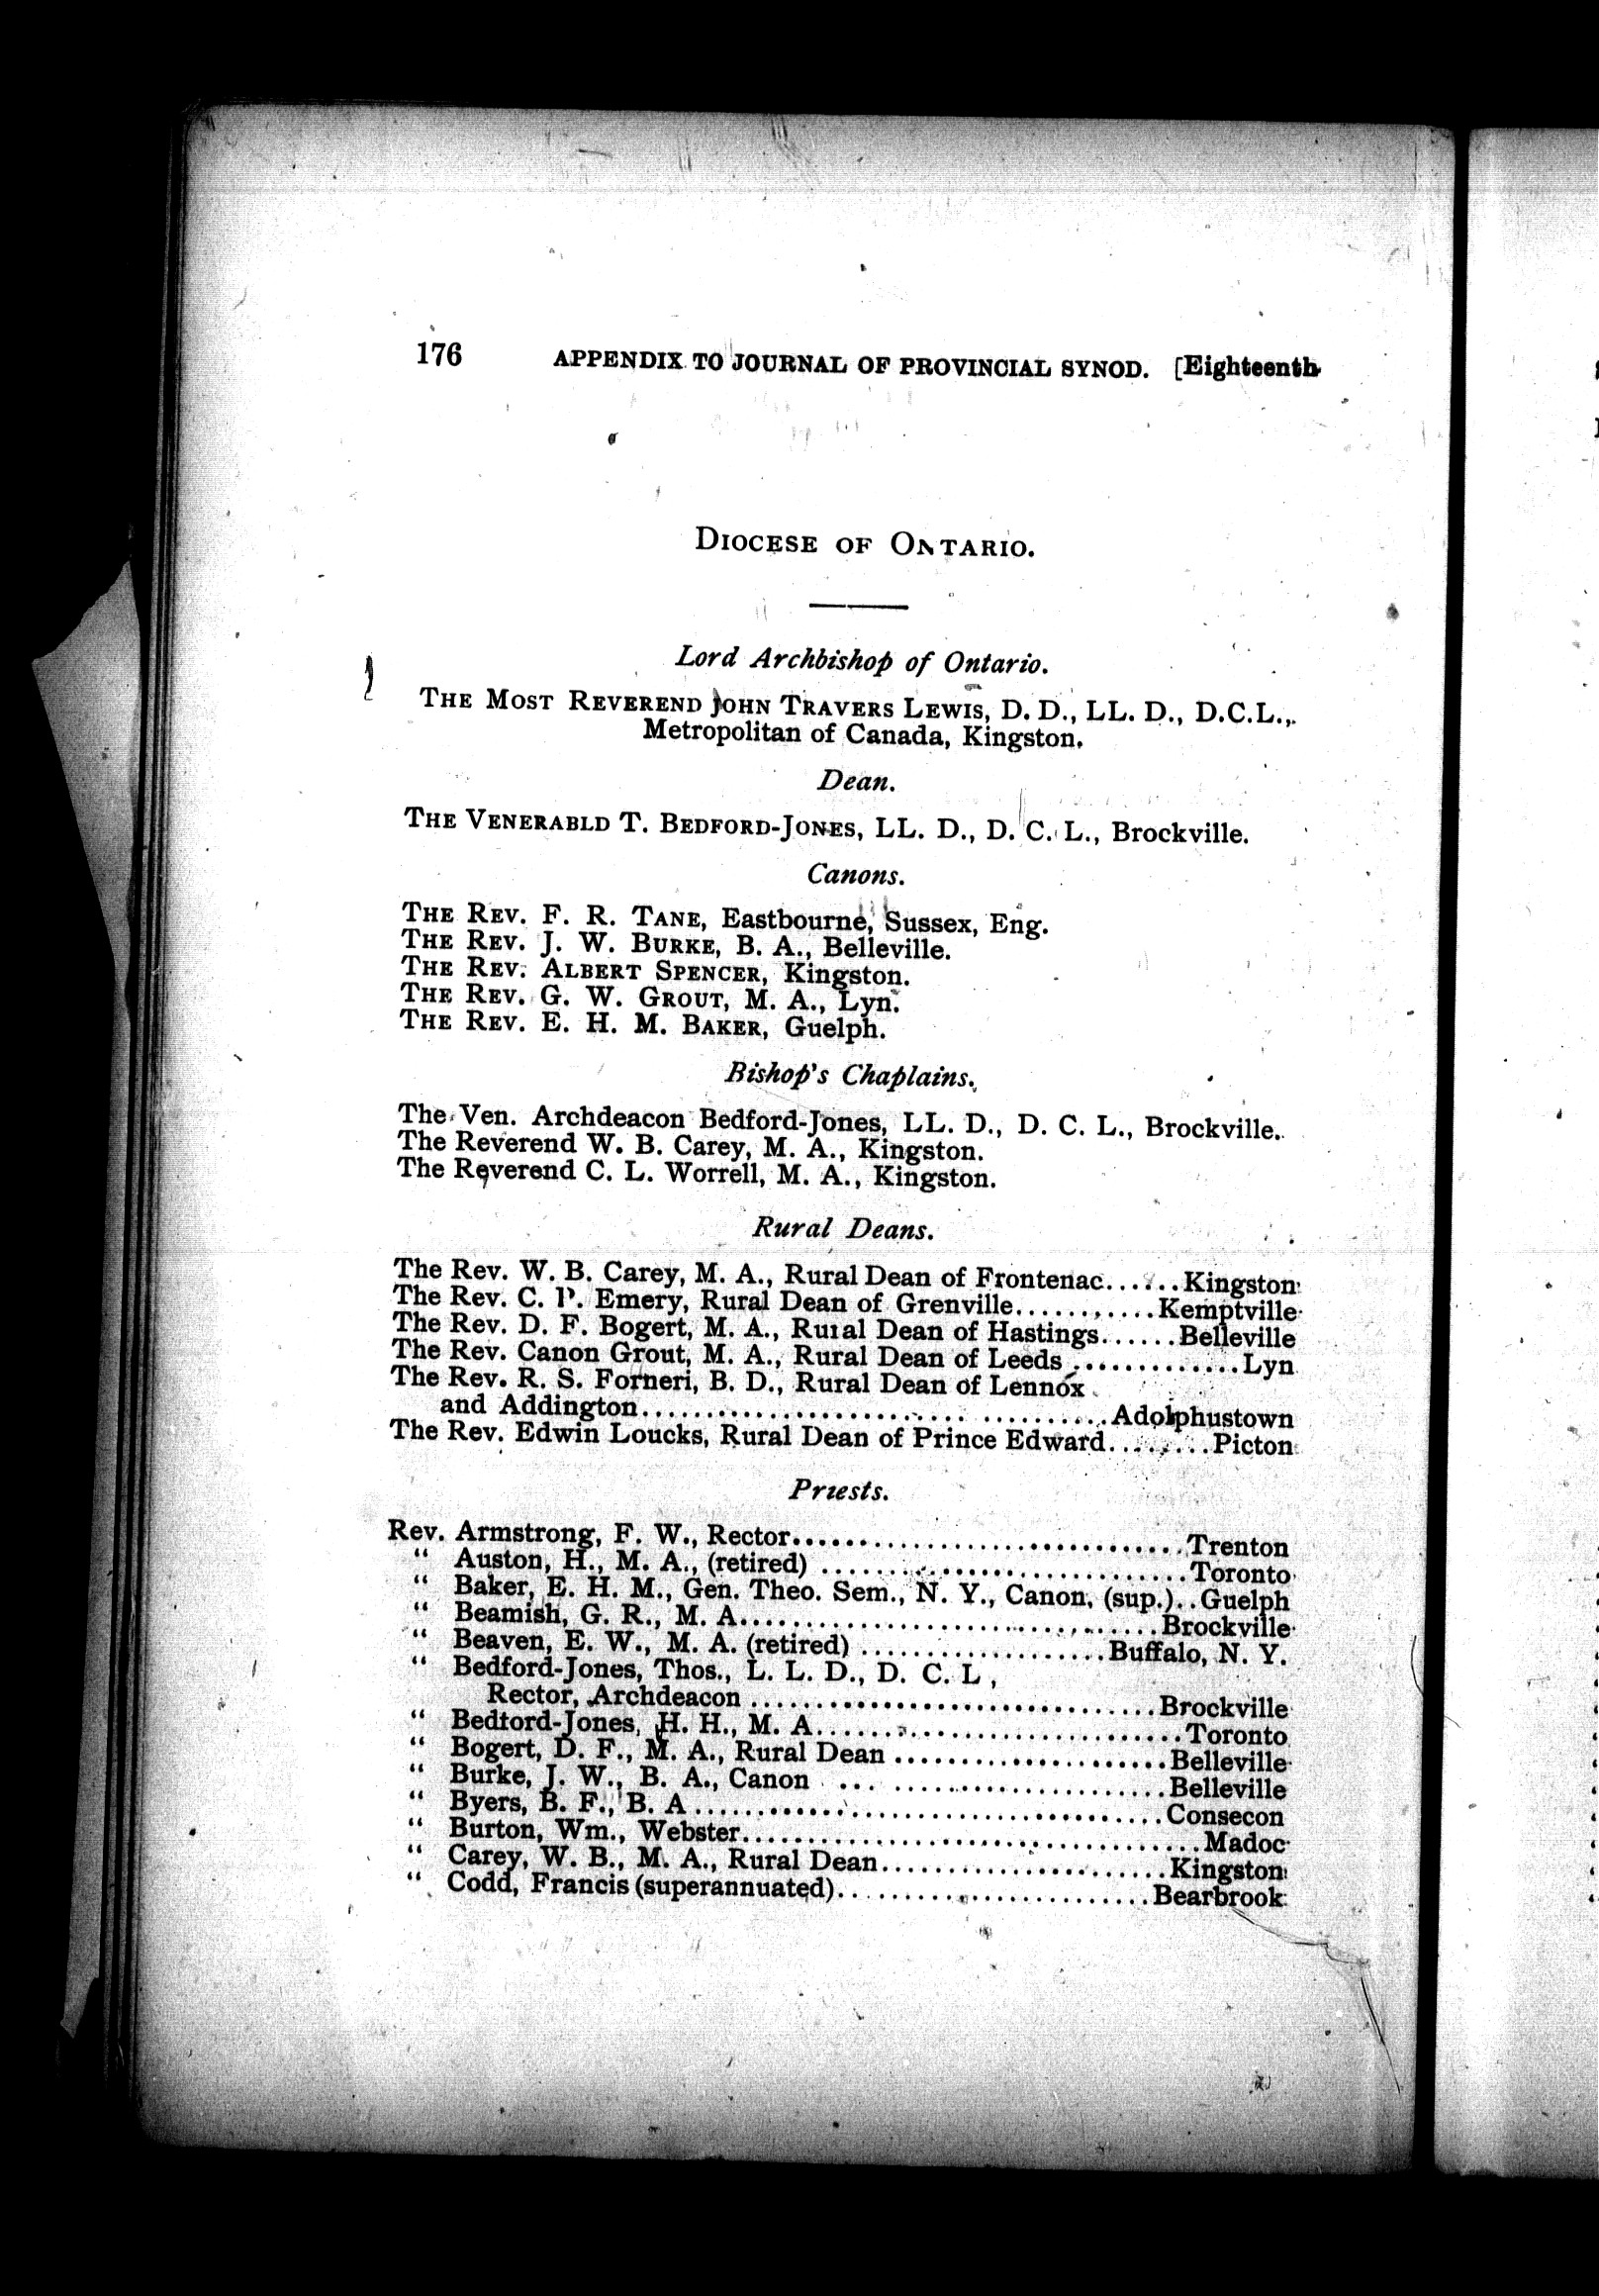 176 APPENDIX TO JOURNAL OF PROVINCIAL SYNOD. [Eighteenth
DIOCESE OF ONTARIO.
Lord Archbishop of Ontario.
THE MOST REVEREND JOHN TRAVERS LEWIS, D. D., LL. D., D.C.L.,
Metropolitan of Canada, Kingston.
Dean.
THE VENERABLD T. BEDFORD-JONES, LL. D., D. C. L., Brockville.
Canons.
THE REV. F. R. TANE, Eastbourne, Sussex, Eng.
THE REV. J. W. BURKE, B. A., Belleville.
THE REV. ALBERT SPENCER, Kingston.
THE REV. G. W. GROUT, M. A., Lyn.
THE REV. E. H. M. BAKER, Guelph.
Bishop's Chaplains.
The Ven. Archdeacon Bedford-Jones, LL. D., D. C. L., Brockville.
The Reverend W. B. Carey, M. A., Kingston.
The Reverend C. L. Worrell, M. A., Kingston.
Rural Deans.
The Rev. W. B. Carey, M. A., Rural Dean of Frontenac......Kingston
The Rev. C. P. Emery, Rural Dean of Grenville...........Kemptville
The Rev. D. F. Bogert, M. A., Rural Dean of Hastings......Belleville
The Rev. Canon Grout, M. A., Rural Dean of Leeds .............Lyn
The Rev. R. S. Forneri, B. D., Rural Dean of Lennox
and Addington....................................Adolphustown
The Rev. Edwin Loucks, Rural Dean of Prince Edward........Picton
Priests.
Rev. Armstrong, F. W., Rector..............................Trenton
" Auston, H., M. A., (retired) .............................Toronto
" Baker, E. H. M., Gen. Theo. Sem., N. Y., Canon, (sup.)..Guelph
" Beamish, G. R., M. A................................Brockville
" Beaven, E. W., M. A. (retired) ...................Buffalo, N. Y.
" Bedford-Jones, Thos., L. L. D., D. C. L,
Rector, Archdeacon ...............................Brockville
" Bedford-Jones, H. H., M. A............................Toronto
" Bogert, D. F., M. A., Rural Dean .....................Belleville
" Burke, J. W., B. A., Canon ... .....................Belleville
" Byers, B. F., B. A....................................Consecon
" Burton, Wm., Webster...................................Madoc
" Carey, W. B., M. A., Rural Dean......................Kingston
" Codd, Francis (superannuated)........................Bearbrook